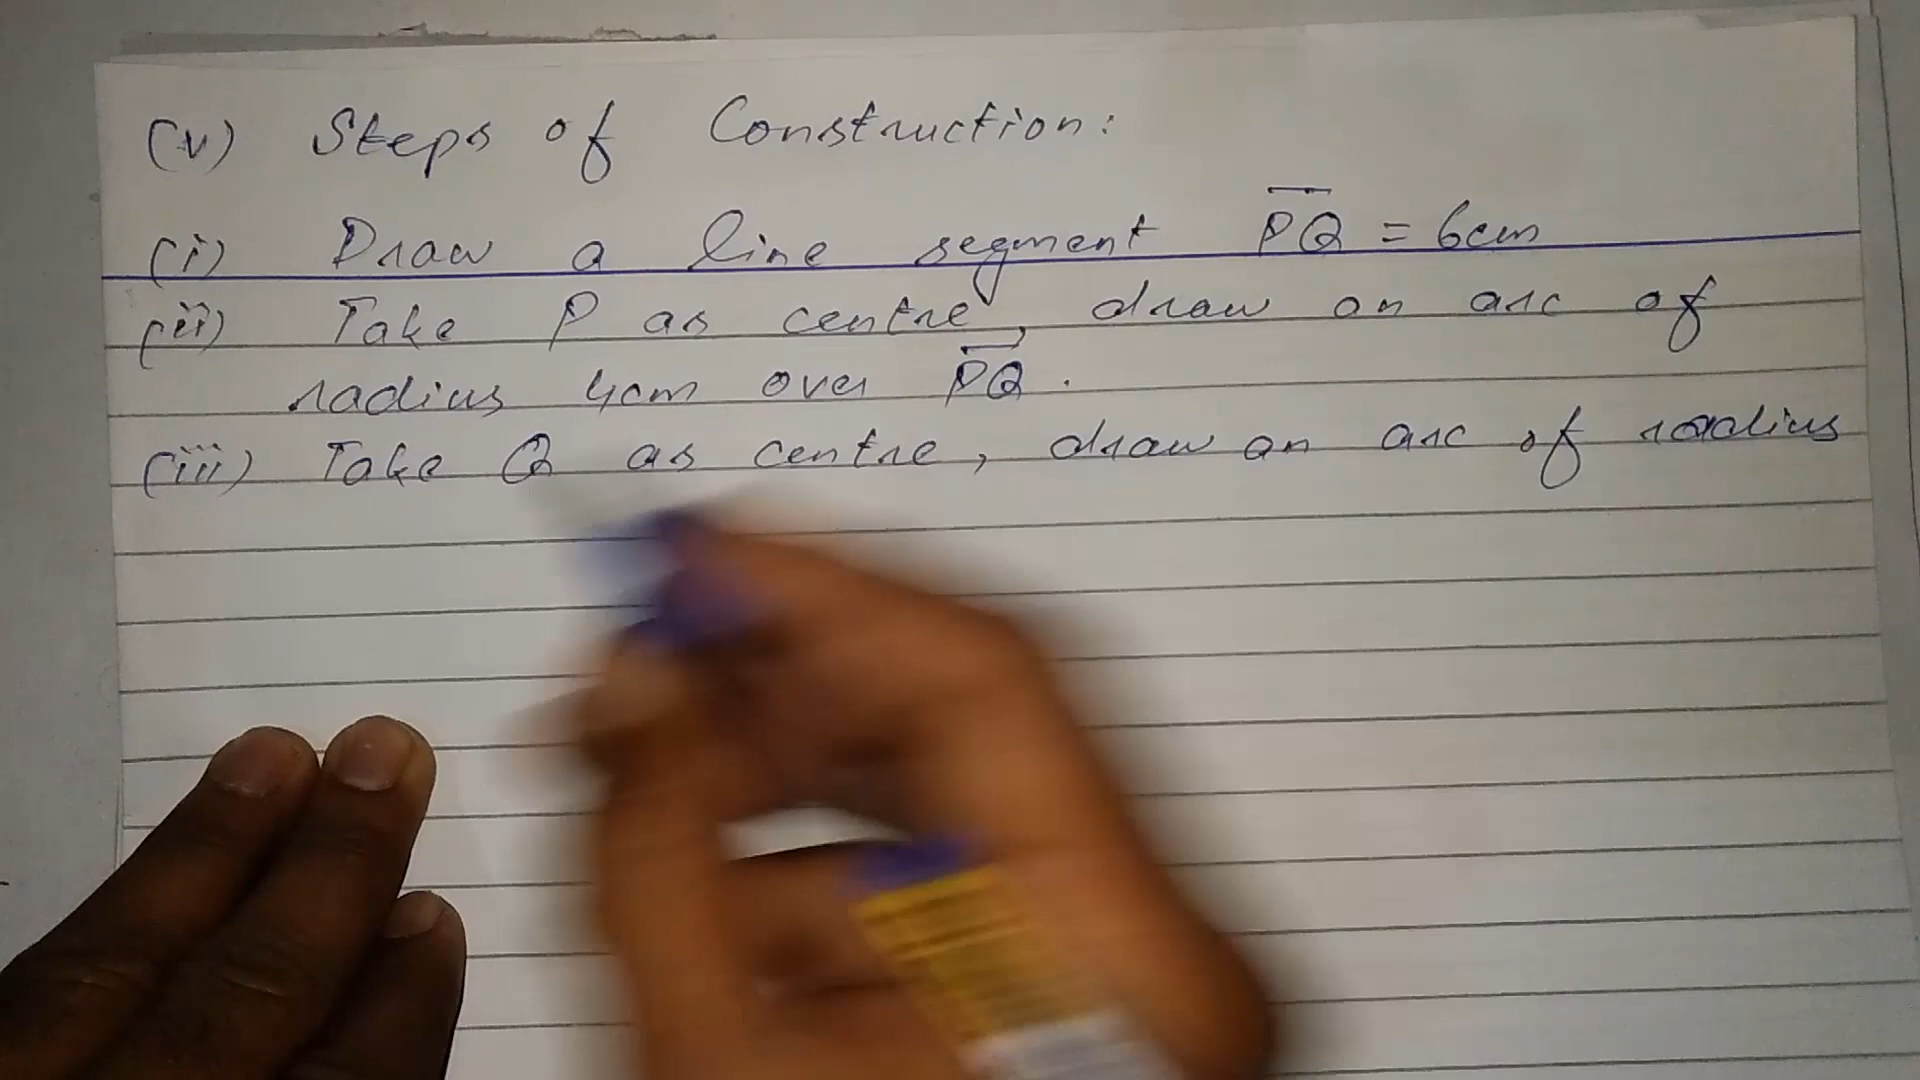 (v) Steps of Construction:
(i) Draw a line segment P̅Q̅ = 6cm
(ii) Take P as centre, draw an arc of
radius 4cm over P̅Q̅.
(iii) Take Q as centre, draw an arc of radius